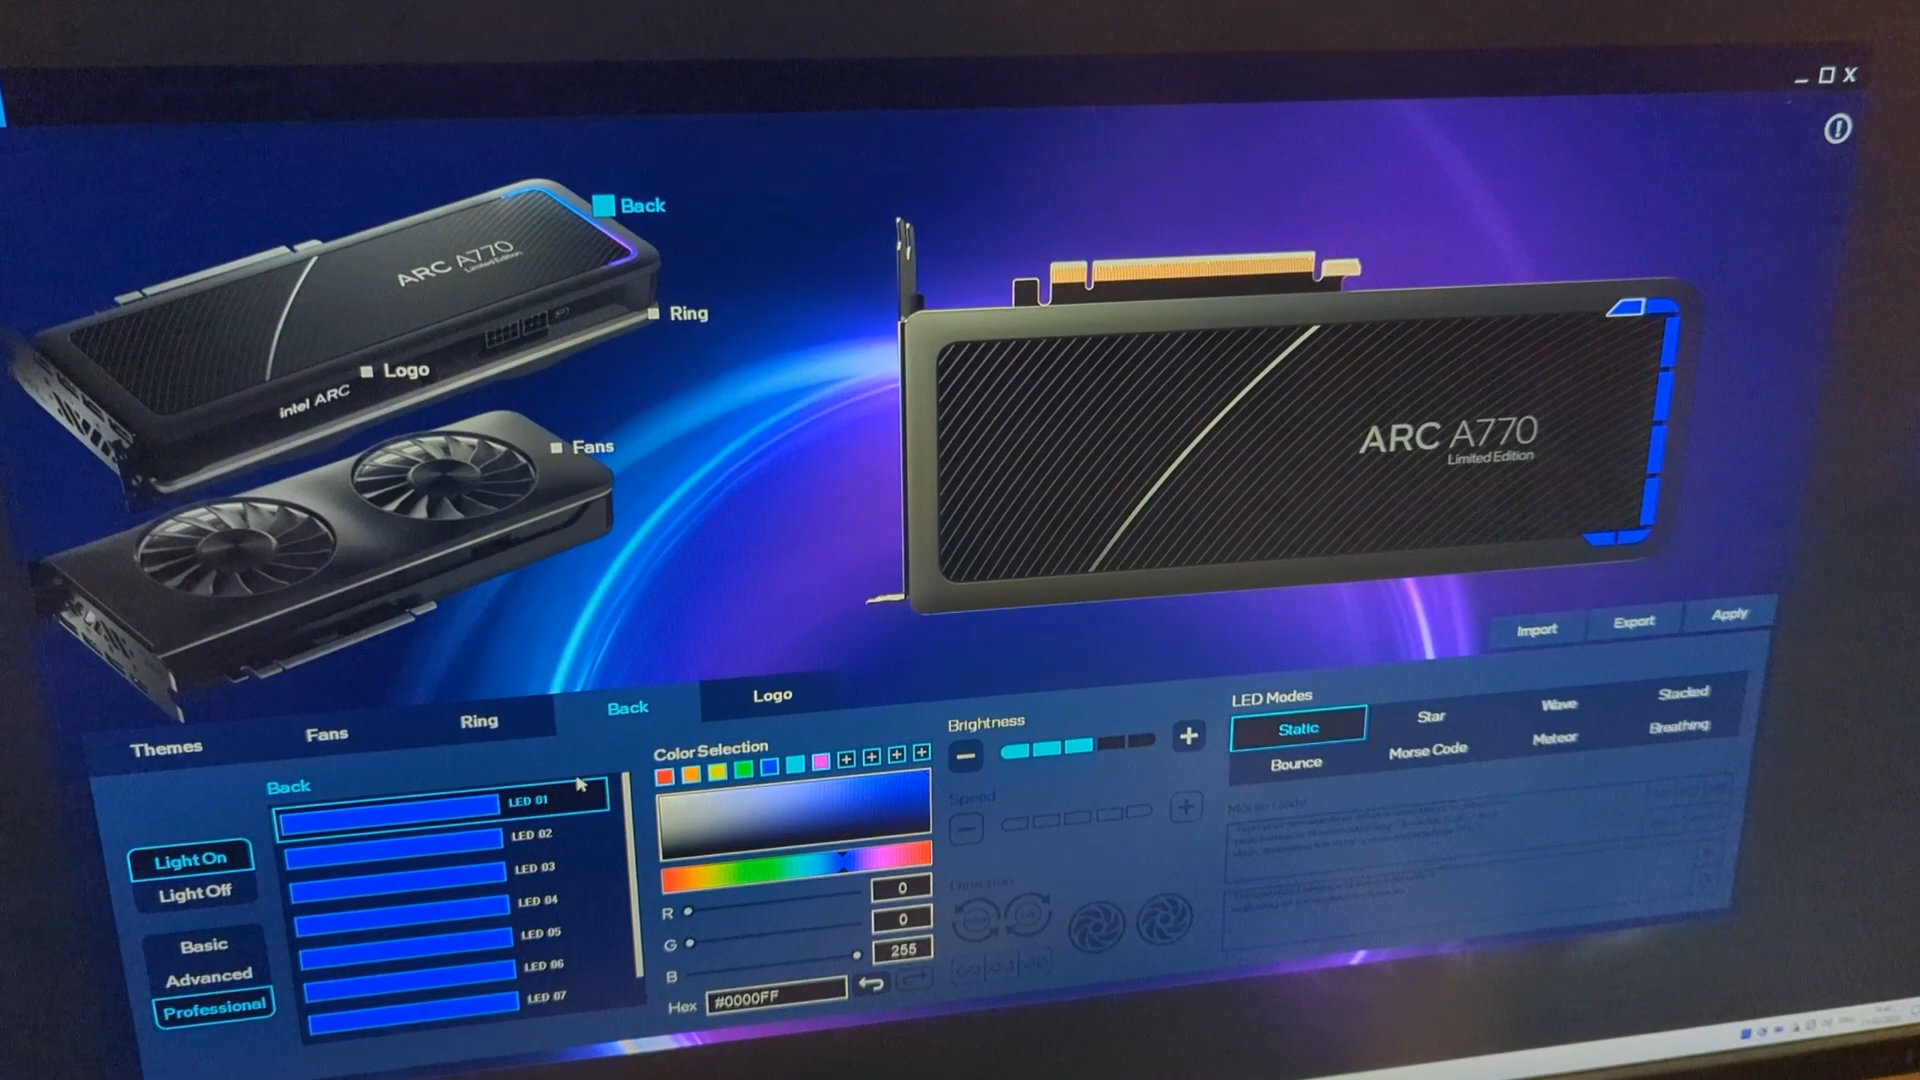 Back
ARC A770
Limited Edition
Ring
Logo
intel ARC
Fans
ARC A770
Limited Edition
Import
Export
Apply
Themes
Fans
Ring
Back
Logo
Back
LED 01
LED 02
LED 03
LED 04
LED 05
LED 06
LED 07
Light On
Light Off
Basic
Advanced
Professional
Color Selection
R
0
G
0
B
255
Hex
#0000FF
Brightness
Speed
Direction
LED Modes
Static
Star
Wave
Stacked
Bounce
Morse Code
Meteor
Breathing
Morse Code